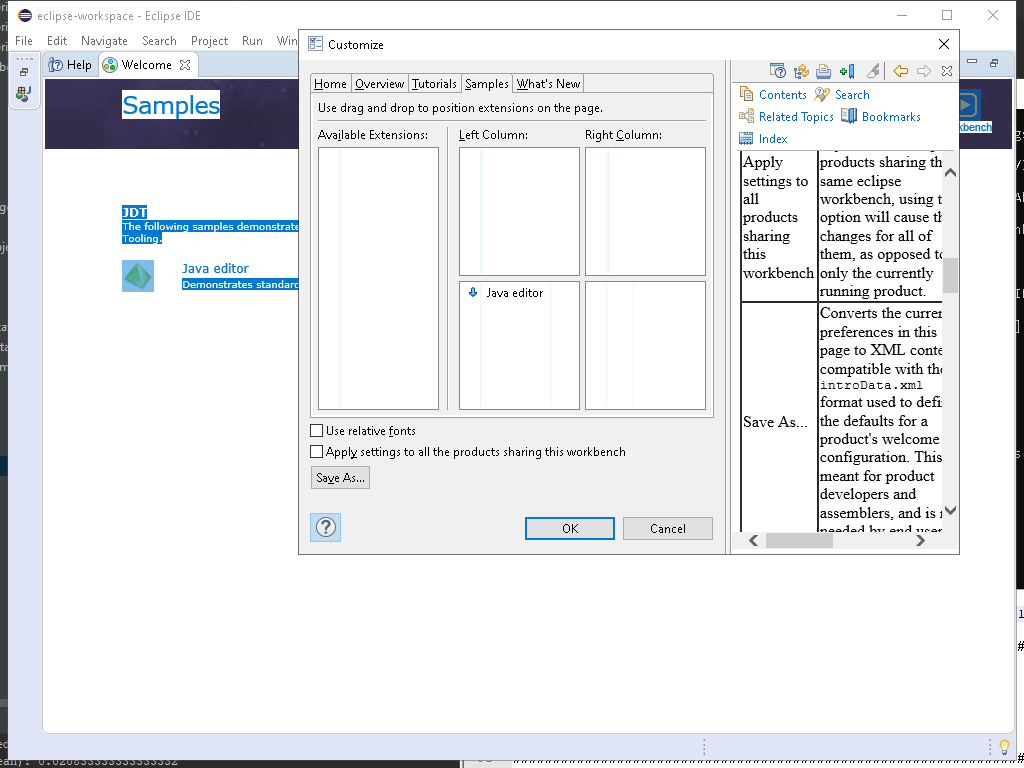 eclipse-workspace - Eclipse IDE
File Edit Navigate Search Project Run
Help Welcome
Samples
JDT
The following samples demonstrate
Tooling.
Java editor
Demonstrates standard
Customize
Home Overview Tutorials Samples What's New
Use drag and drop to position extensions on the page.
Available Extensions: Left Column: Right Column:
Java editor
Use relative fonts
Apply settings to all the products sharing this workbench
Save As...
OK Cancel
Contents Search
Related Topics Bookmarks
Index
Apply
settings to
all
products
sharing
this
workbench
products sharing th
same eclipse
workbench, using t
option will cause th
changes for all of
them, as opposed to
only the currently
running product.
Save As...
Converts the curren
preferences in this
page to XML conte
compatible with the
introData.xml
format used to defi
the defaults for a
product's welcome
configuration. This
meant for product
developers and
assemblers, and is n
needed by end user